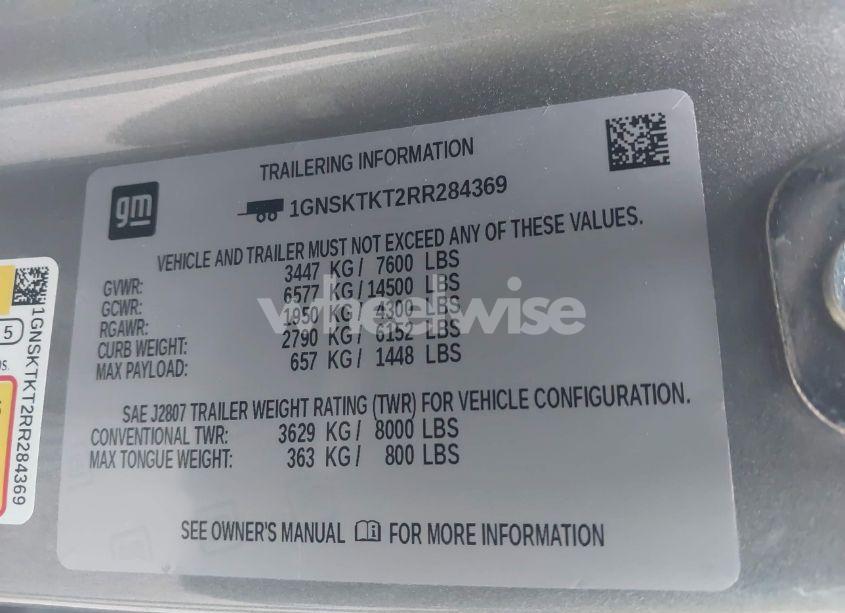 TRAILERING INFORMATION
gm
1GNSKTKT2RR284369
VEHICLE AND TRAILER MUST NOT EXCEED ANY OF THESE VALUES.
GVWR: 3447 KG / 7600 LBS
GCWR: 6577 KG / 14500 LBS
RGAWR: 1950 KG / 4300 LBS
CURB WEIGHT: 2790 KG / 6152 LBS
MAX PAYLOAD: 657 KG / 1448 LBS
wheelwise
SAE J2807 TRAILER WEIGHT RATING (TWR) FOR VEHICLE CONFIGURATION.
CONVENTIONAL TWR: 3629 KG / 8000 LBS
MAX TONGUE WEIGHT: 363 KG / 800 LBS
SEE OWNER'S MANUAL FOR MORE INFORMATION
1GNSKTKT2RR284369
5